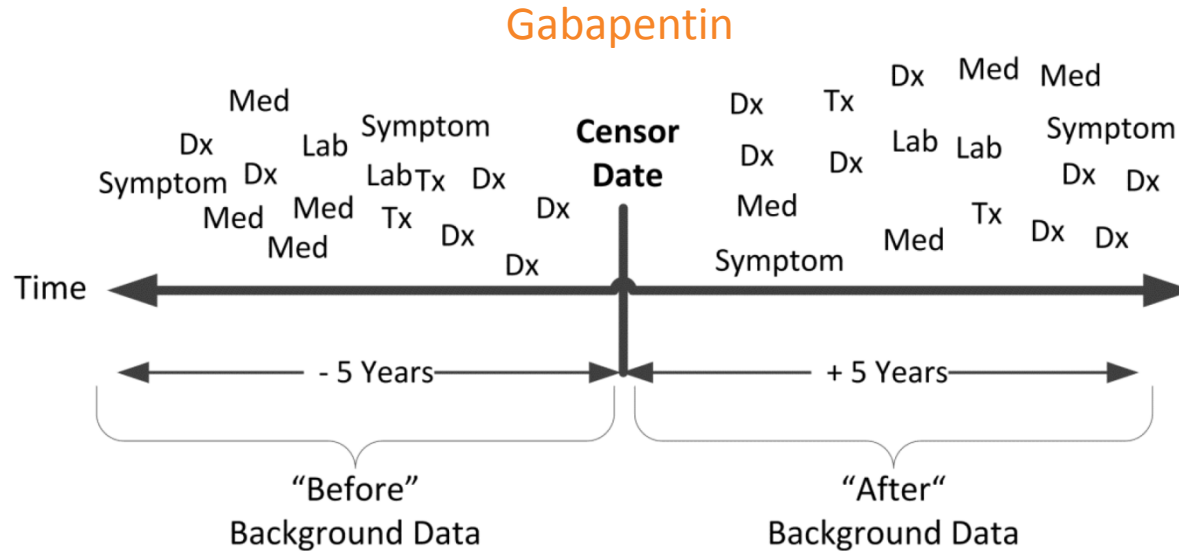 Gabapentin
Med
Dx
Lab
Symptom
Symptom
Dx
Lab
Tx
Dx
Med
Med
Tx
Dx
Med
Dx
Dx
Censor
Date
Dx
Med
Med
Dx
Tx
Symptom
Lab
Lab
Dx
Dx
Dx
Dx
Med
Tx
Med
Dx
Dx
Symptom
Time
- 5 Years
+ 5 Years
“Before”
Background Data
“After“
Background Data